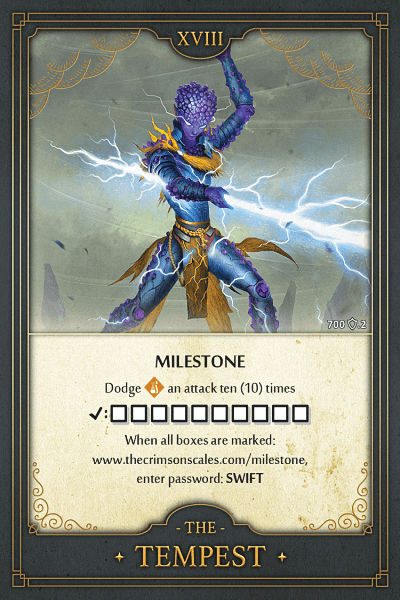 XVIII
700 .2
MILESTONE
Dodge an attack ten (10) times
✓:
When all boxes are marked:
www.thecrimsonscales.com/milestone,
enter password: SWIFT
- THE -
TEMPEST